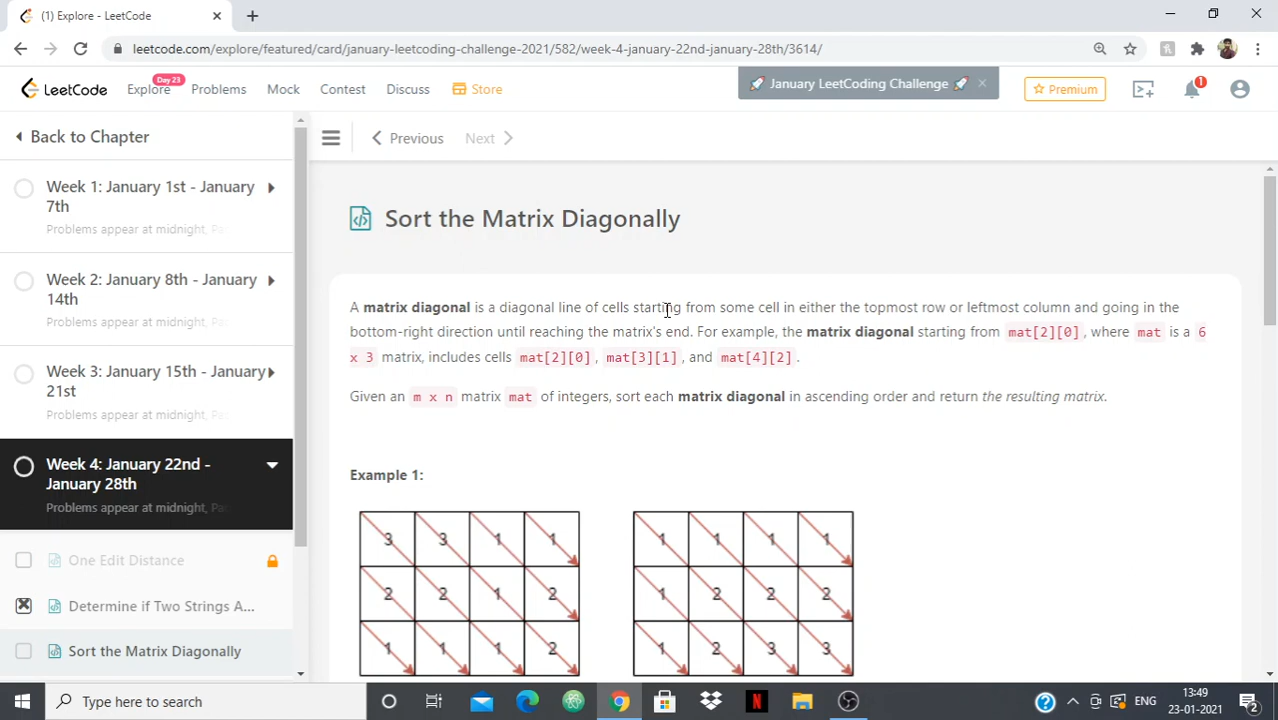 (1) Explore - LeetCode
leetcode.com/explore/featured/card/january-leetcoding-challenge-2021/582/week-4-january-22nd-january-28th/3614/
LeetCode
Explore
Day 23
Problems
Mock
Contest
Discuss
Store
🚀 January LeetCoding Challenge 🚀
Premium
1
Back to Chapter
Previous
Next
Week 1: January 1st - January
7th
Problems appear at midnight, Pa
Week 2: January 8th - January
14th
Problems appear at midnight, Pa
Week 3: January 15th - January
21st
Problems appear at midnight, Pa
Week 4: January 22nd -
January 28th
Problems appear at midnight, Pa
One Edit Distance
Determine if Two Strings A...
Sort the Matrix Diagonally
Sort the Matrix Diagonally
A matrix diagonal is a diagonal line of cells starting from some cell in either the topmost row or leftmost column and going in the
bottom-right direction until reaching the matrix's end. For example, the matrix diagonal starting from mat[2][0], where mat is a 6
x 3 matrix, includes cells mat[2][0], mat[3][1], and mat[4][2].
Given an m x n matrix mat of integers, sort each matrix diagonal in ascending order and return the resulting matrix.
Example 1:
3 3 1 1
2 2 1 2
1 1 1 2
1 1 1 1
1 2 2 2
1 2 3 3
Type here to search
ENG
13:49
23-01-2021
2